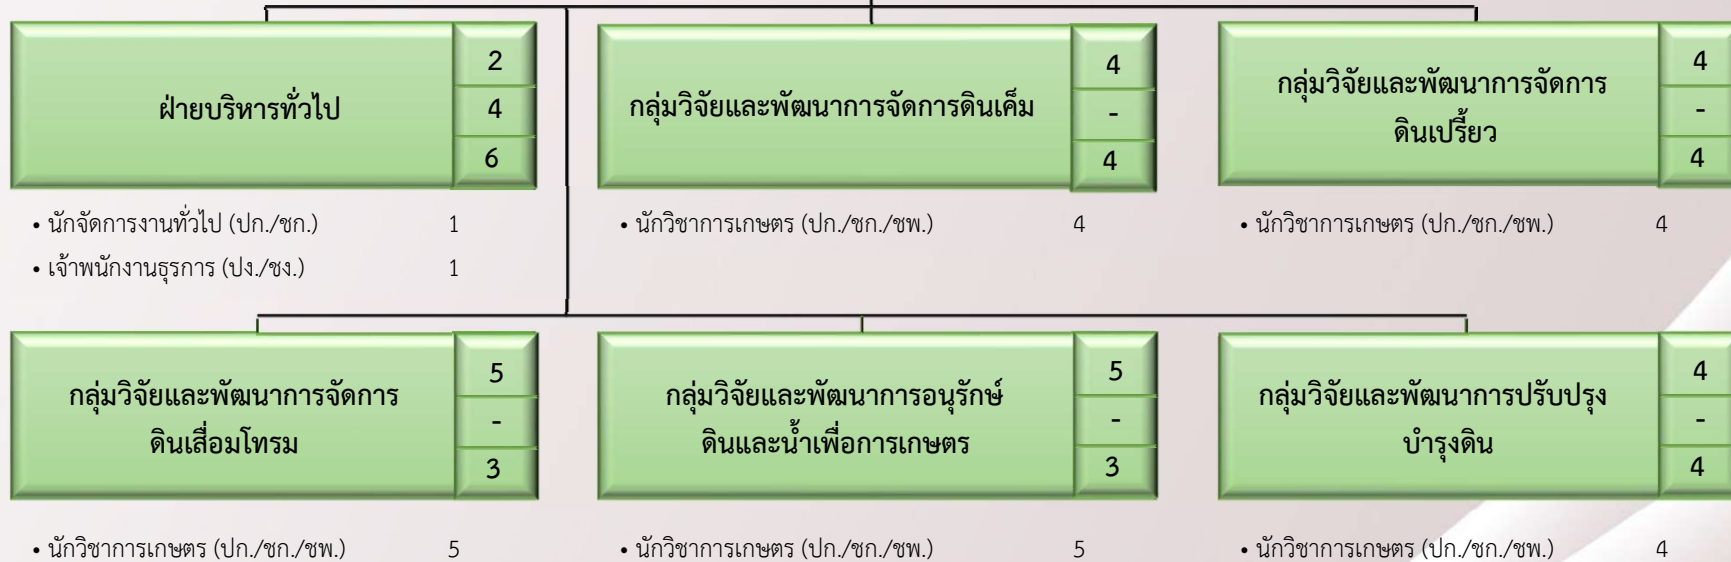 ฝ่ายบริหารทั่วไป
2
4
6
• นักจัดการงานทั่วไป (ปก./ชก.) 1
• เจ้าพนักงานธุรการ (ปง./ชง.) 1
กลุ่มวิจัยและพัฒนาการจัดการดินเค็ม
4
-
4
• นักวิชาการเกษตร (ปก./ชก./ชพ.) 4
กลุ่มวิจัยและพัฒนาการจัดการ
ดินเปรี้ยว
4
-
4
• นักวิชาการเกษตร (ปก./ชก./ชพ.) 4
กลุ่มวิจัยและพัฒนาการจัดการ
ดินเสื่อมโทรม
5
-
3
• นักวิชาการเกษตร (ปก./ชก./ชพ.) 5
กลุ่มวิจัยและพัฒนาการอนุรักษ์
ดินและน้ำเพื่อการเกษตร
5
-
3
• นักวิชาการเกษตร (ปก./ชก./ชพ.) 5
กลุ่มวิจัยและพัฒนาการปรับปรุง
บำรุงดิน
4
-
4
• นักวิชาการเกษตร (ปก./ชก./ชพ.) 4